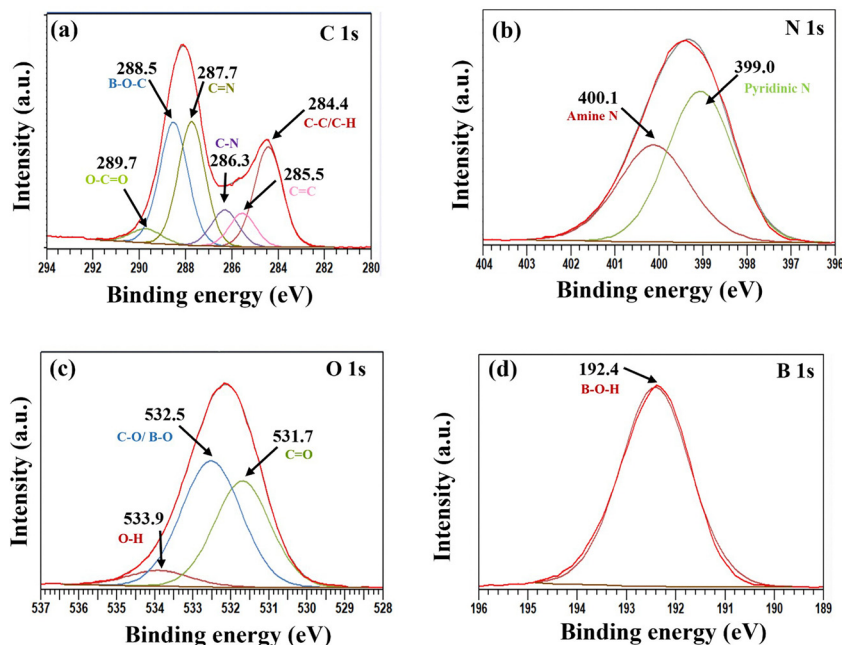 (a)
C 1s
288.5
B-O-C
287.7
C=N
284.4
C-C/C-H
C-N
286.3
289.7
O-C=O
285.5
C=C
Intensity (a.u.)
294 292 290 288 286 284 282 280
Binding energy (eV)
(b)
N 1s
399.0
Pyridinic N
400.1
Amine N
Intensity (a.u.)
404 403 402 401 400 399 398 397 396
Binding energy (eV)
(c)
O 1s
532.5
C-O/ B-O
531.7
C=O
533.9
O-H
Intensity (a.u.)
537 535 534 532 531 529 528
Binding energy (eV)
(d)
B 1s
192.4
B-O-H
Intensity (a.u.)
196 195 194 193 192 191 190 189
Binding energy (eV)